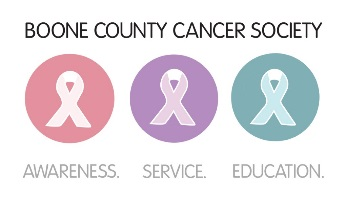 BOONE COUNTY CANCER SOCIETY
AWARENESS. SERVICE. EDUCATION.